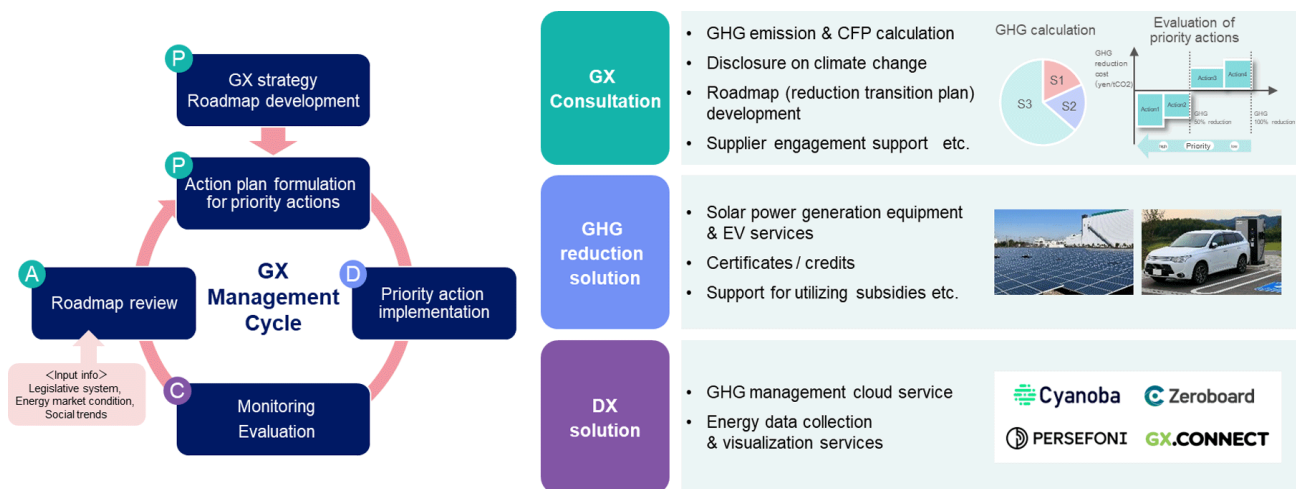 P
GX strategy
Roadmap development
P
Action plan formulation
for priority actions
A
Roadmap review
GX
Management
Cycle
D
Priority action
implementation
<Input info>
Legislative system,
Energy market condition,
Social trends
C
Monitoring
Evaluation
GX
Consultation
• GHG emission & CFP calculation
• Disclosure on climate change
• Roadmap (reduction transition plan)
development
• Supplier engagement support etc.
GHG calculation
S1
S2
S3
Evaluation of
priority actions
GHG
reduction
cost
(yen/tCO2)
Action1
Action2
Action3
Action4
GHG
50% reduction
GHG
100% reduction
High
Priority
low
GHG
reduction
solution
• Solar power generation equipment
& EV services
• Certificates / credits
• Support for utilizing subsidies etc.
DX
solution
• GHG management cloud service
• Energy data collection
& visualization services
Cyanoba
Zeroboard
PERSEFONI
GX.CONNECT